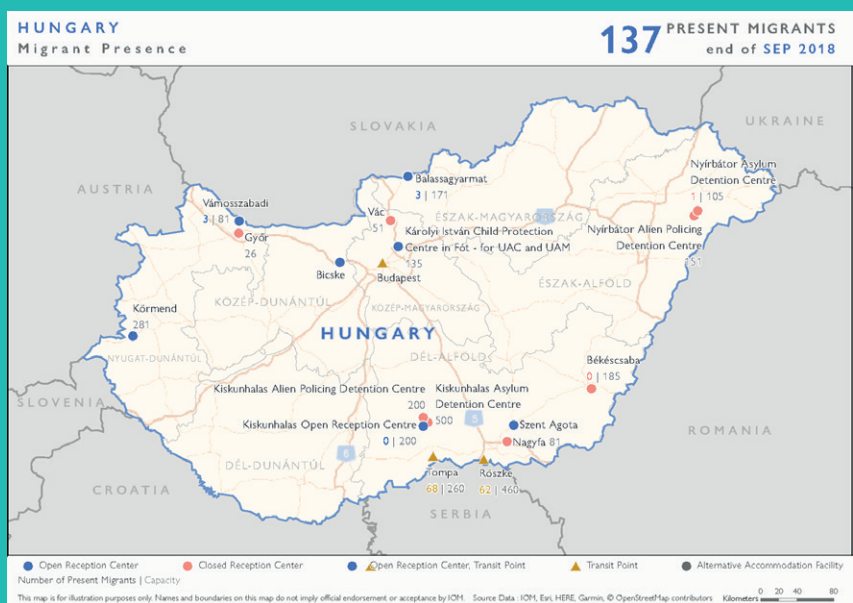 HUNGARY
Migrant Presence
137 PRESENT MIGRANTS
end of SEP 2018
SLOVAKIA
UKRAINE
AUSTRIA
Balassagyarmat
3 | 171
Nyírbátor Asylum
Detention Centre
1 | 105
Vámosszabadi
3 | 81
Győr
26
Vác
51
ÉSZAK-MAGYARORSZÁG
Károlyi István Child Protection
Centre in Fót - for UAC and UAM
135
Nyírbátor Alien Policing
Detention Centre
Bicske
Budapest
ÉSZAK-ALFÖLD
KÖZÉP-DUNÁNTÚL
KÖZÉP-MAGYARORSZÁG
Körmend
281
HUNGARY
NYUGAT-DUNÁNTÚL
DÉL-ALFÖLD
Békéscsaba
0 | 185
Kiskunhalas Alien Policing Detention Centre
200
Kiskunhalas Asylum
Detention Centre
500
SLOVENIA
Kiskunhalas Open Reception Centre
0 | 200
5
Szent Agota
Nagyfa 81
ROMANIA
DÉL-DUNÁNTÚL
6
Tompa
68 | 260
Röszke
62 | 460
CROATIA
SERBIA
Open Reception Center
Closed Reception Center
Open Reception Center, Transit Point
Transit Point
Alternative Accommodation Facility
Number of Present Migrants | Capacity
This map is for illustration purposes only. Names and boundaries on this map do not imply official endorsement or acceptance by IOM. Source Data : IOM, Esri, HERE, Garmin, © OpenStreetMap contributors
Kilometers 0 20 40 80